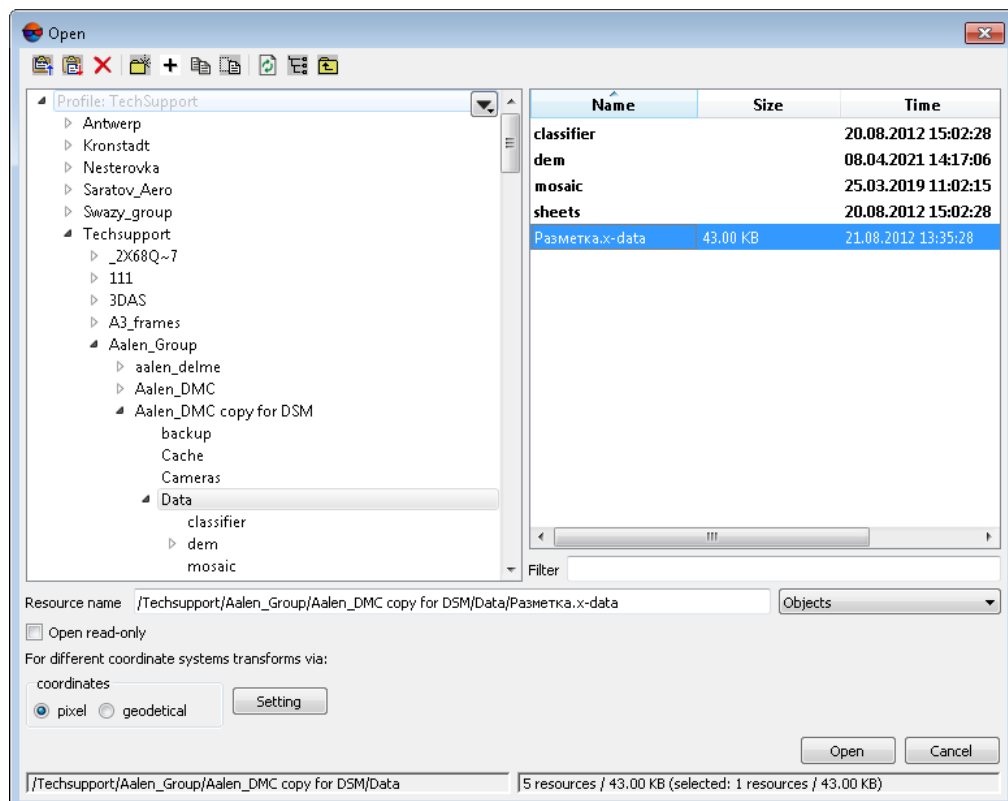 Open
Profile: TechSupport
Antwerp
Kronstadt
Nesterovka
Saratov_Aero
Swazy_group
Techsupport
_2X68Q~7
111
3DAS
A3_frames
Aalen_Group
aalen_delme
Aalen_DMC
Aalen_DMC copy for DSM
backup
Cache
Cameras
Data
classifier
dem
mosaic
Name Size Time
classifier 20.08.2012 15:02:28
dem 08.04.2021 14:17:06
mosaic 25.03.2019 11:02:15
sheets 20.08.2012 15:02:28
Разметка.x-data 43.00 KB 21.08.2012 13:35:28
Filter
Resource name /Techsupport/Aalen_Group/Aalen_DMC copy for DSM/Data/Разметка.x-data Objects
Open read-only
For different coordinate systems transforms via:
coordinates
pixel geodetical Setting
Open Cancel
/Techsupport/Aalen_Group/Aalen_DMC copy for DSM/Data 5 resources / 43.00 KB (selected: 1 resources / 43.00 KB)